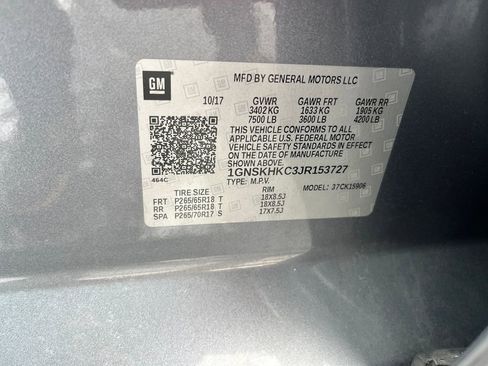 GM
MFD BY GENERAL MOTORS LLC
10/17 GVWR GAWR FRT GAWR RR
3402 KG 1633 KG 1905 KG
7500 LB 3600 LB 4200 LB
THIS VEHICLE CONFORMS TO ALL
APPLICABLE U.S. FEDERAL MOTOR
VEHICLE SAFETY STANDARDS IN EFFECT
ON THE DATE OF MANUFACTURE
SHOWN ABOVE.
1GNSKHKC3JR153727
464C TYPE: M.P.V. MODEL: 37CK15906
TIRE SIZE RIM
FRT P265/65R18 T 18X8.5J
RR P265/65R18 T 18X8.5J
SPA P265/70R17 S 17X7.5J